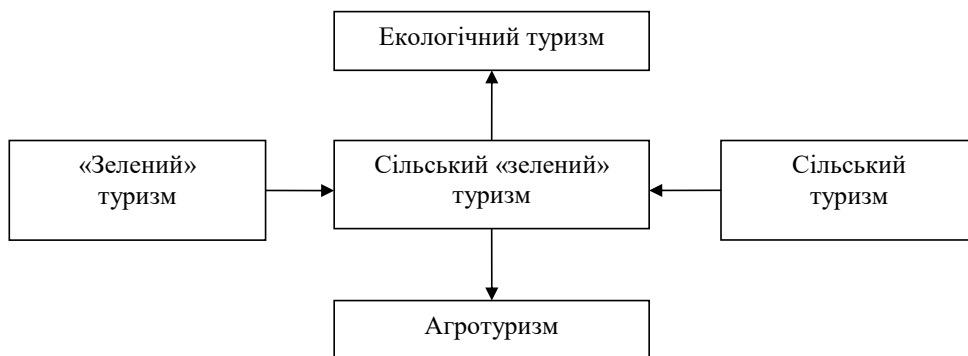 Екологічний туризм
«Зелений»
туризм
Сільський «зелений»
туризм
Сільський
туризм
Агротуризм